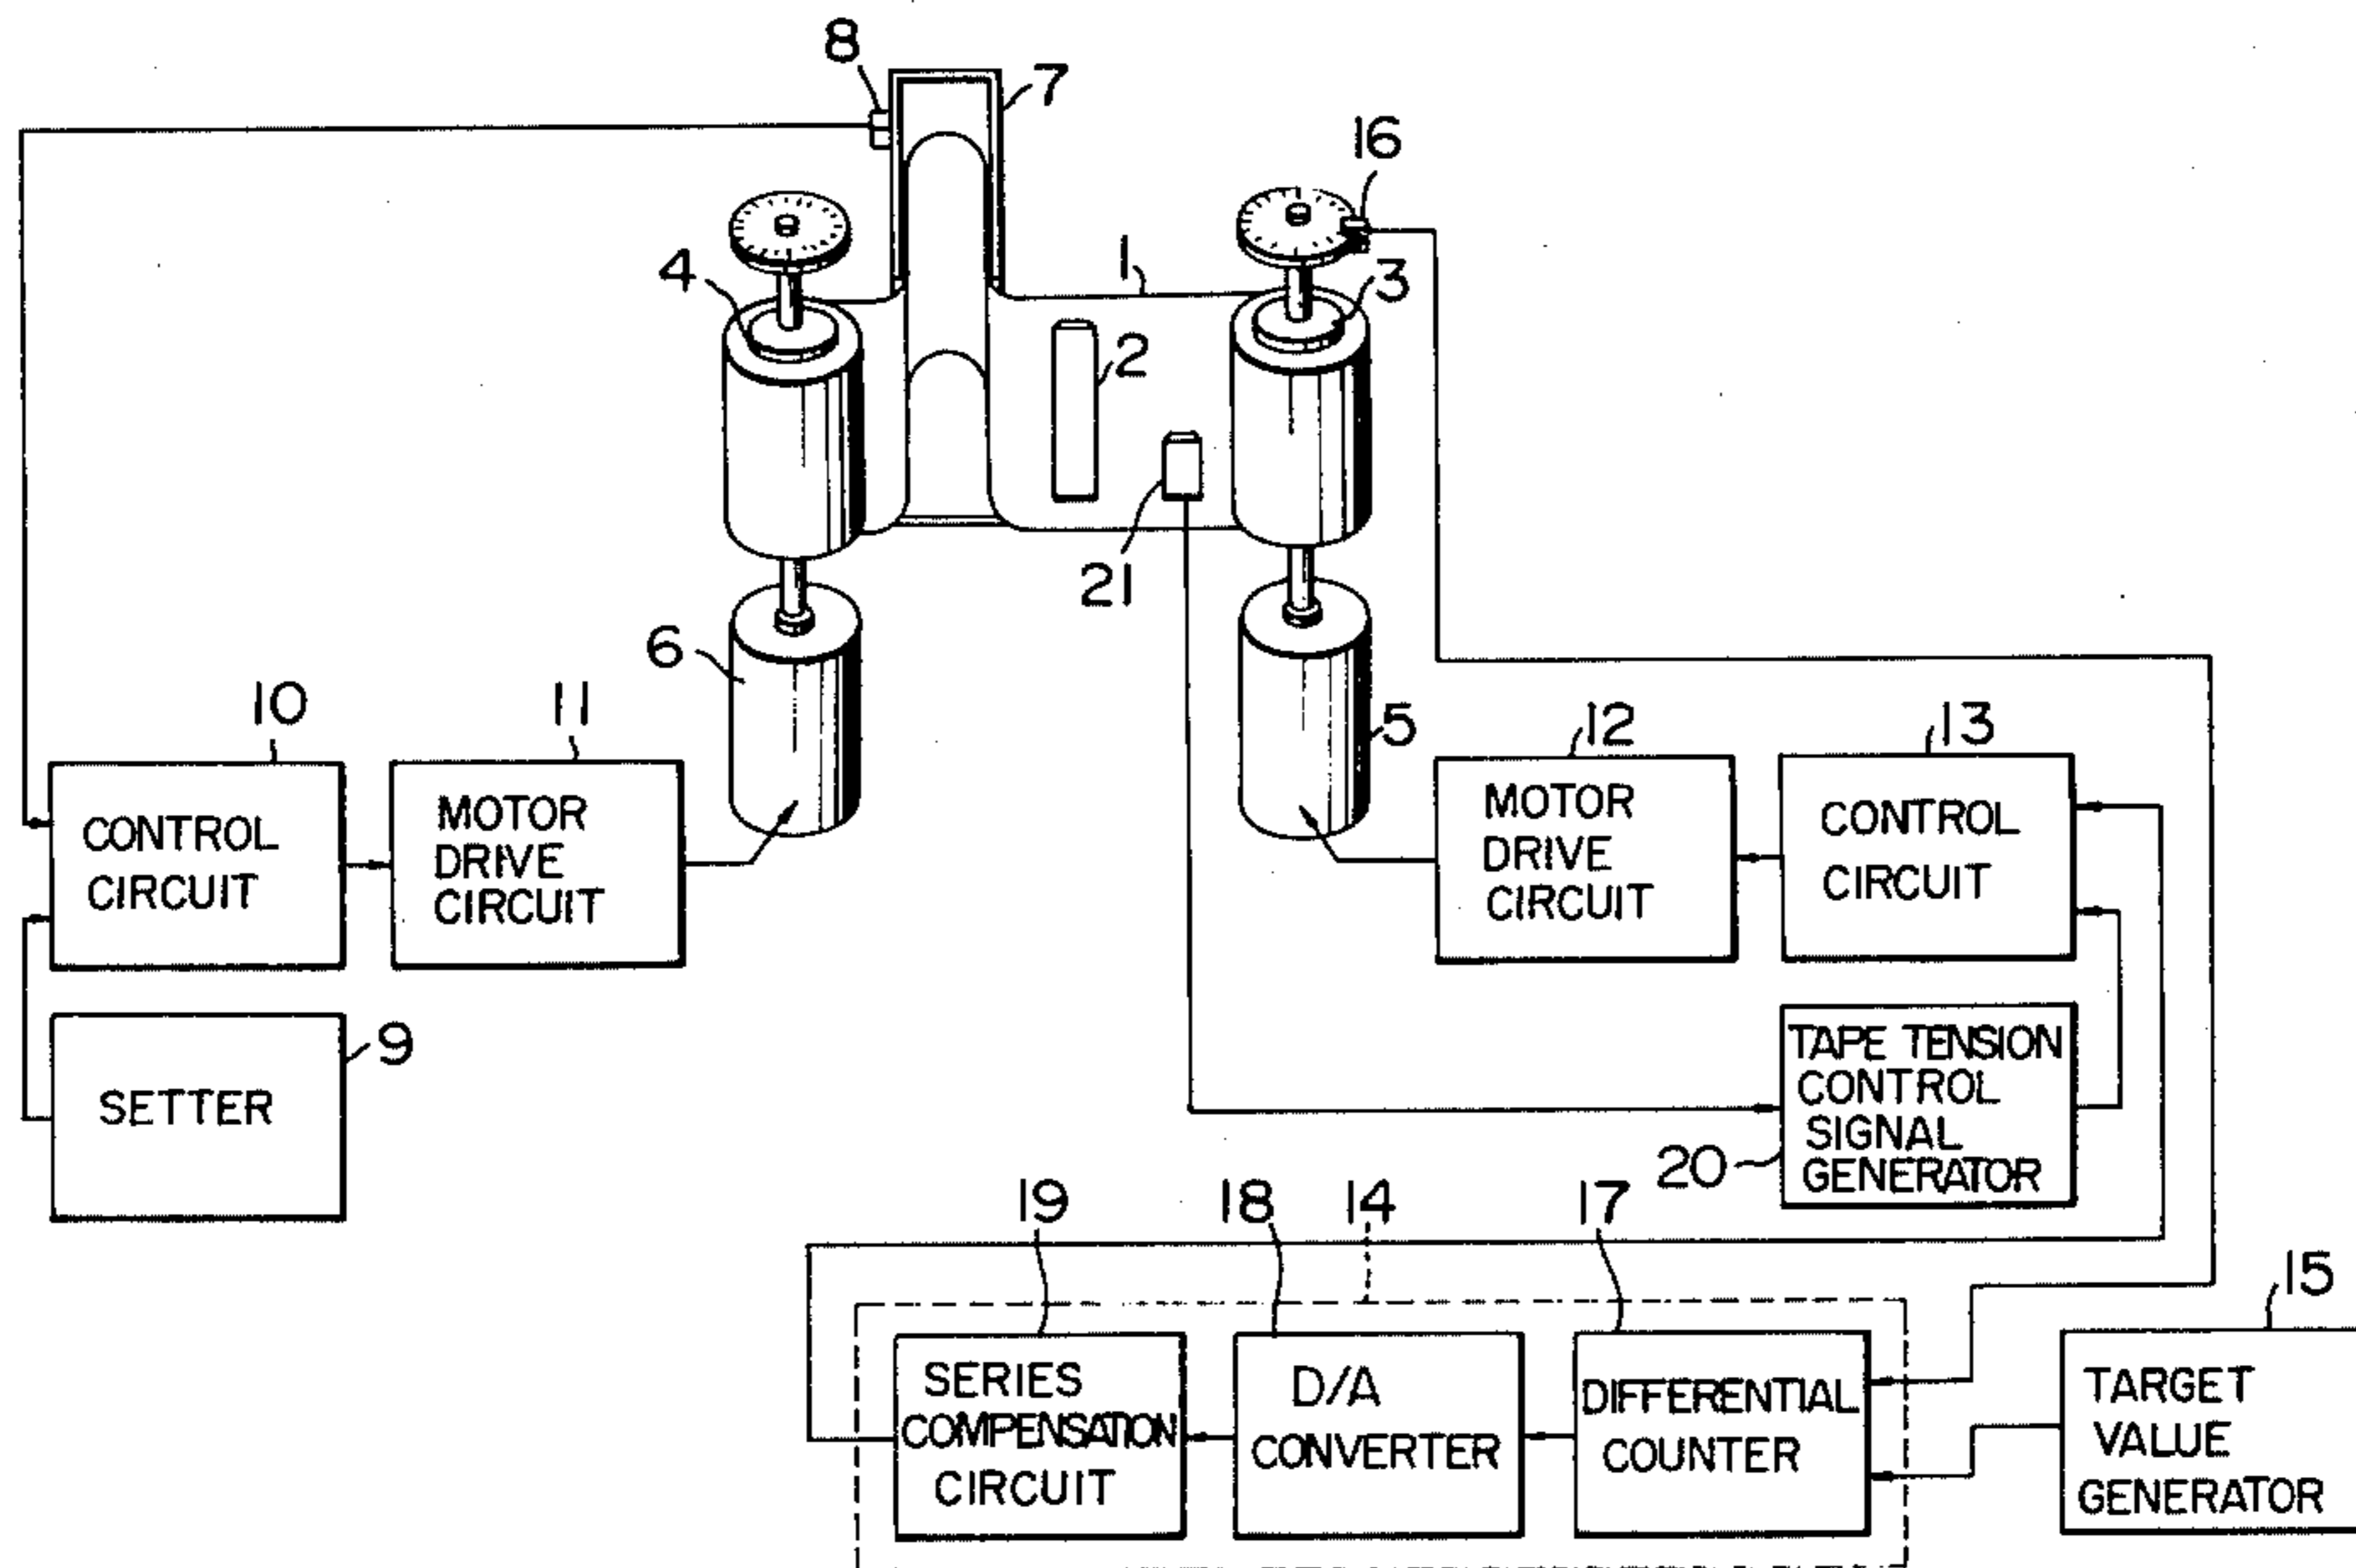 8
7
16
4
1
3
2
21
6
5
10
11
12
13
CONTROL
CIRCUIT
MOTOR
DRIVE
CIRCUIT
MOTOR
DRIVE
CIRCUIT
CONTROL
CIRCUIT
9
SETTER
TAPE TENSION
CONTROL
SIGNAL
GENERATOR
20
19
18
14
17
15
SERIES
COMPENSATION
CIRCUIT
D/A
CONVERTER
DIFFERENTIAL
COUNTER
TARGET
VALUE
GENERATOR